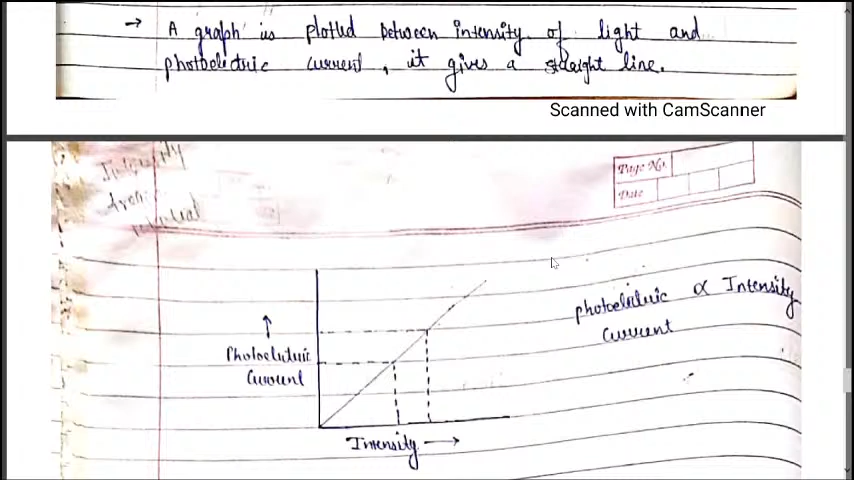 → A graph is plotted between intensity of light and
photoelectric current, it gives a straight line.
Scanned with CamScanner
Page No.
Date
photoelectric ∝ Intensity
current
↑
Photoelectric
Current
Intensity →